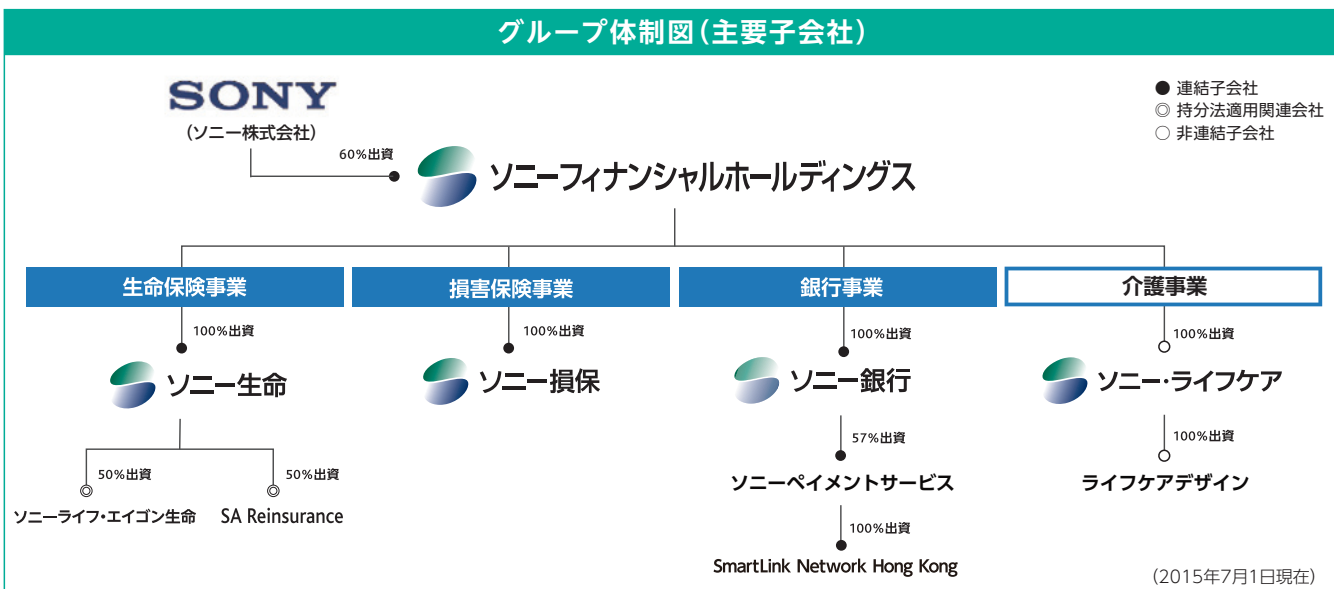 グループ体制図(主要子会社)
SONY
(ソニー株式会社)
● 連結子会社
◎ 持分法適用関連会社
○ 非連結子会社
60%出資
ソニーフィナンシャルホールディングス
生命保険事業
損害保険事業
銀行事業
介護事業
100%出資
100%出資
100%出資
100%出資
ソニー生命
ソニー損保
ソニー銀行
ソニー・ライフケア
50%出資
50%出資
57%出資
100%出資
ソニーライフ・エイゴン生命
SA Reinsurance
ソニーペイメントサービス
ライフケアデザイン
100%出資
SmartLink Network Hong Kong
(2015年7月1日現在)